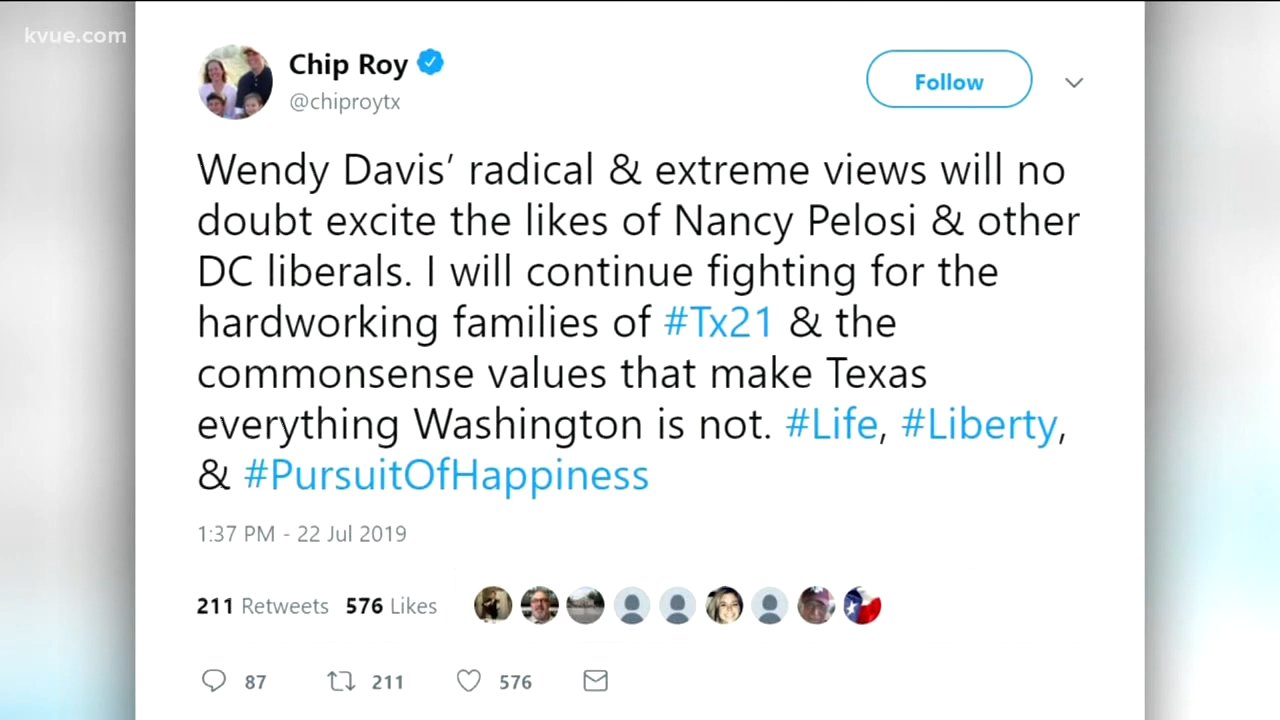 kvue.com
Chip Roy
@chiproytx
Follow
Wendy Davis’ radical & extreme views will no
doubt excite the likes of Nancy Pelosi & other
DC liberals. I will continue fighting for the
hardworking families of #Tx21 & the
commonsense values that make Texas
everything Washington is not. #Life, #Liberty,
& #PursuitOfHappiness
1:37 PM - 22 Jul 2019
211 Retweets 576 Likes
87 211 576